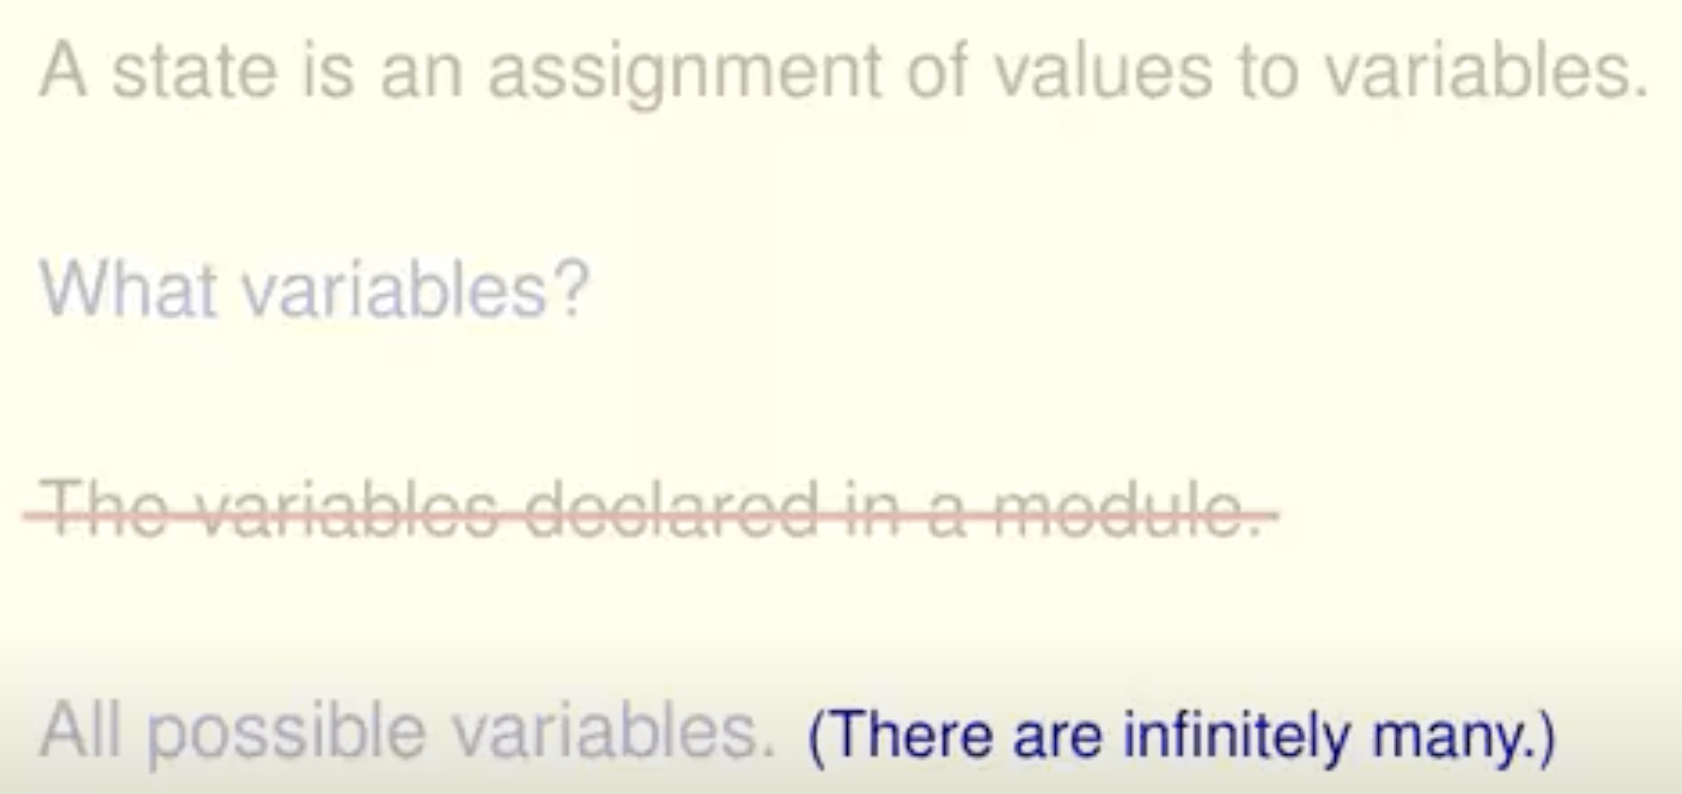 A state is an assignment of values to variables.
What variables?
The variables declared in a module.
All possible variables. (There are infinitely many.)